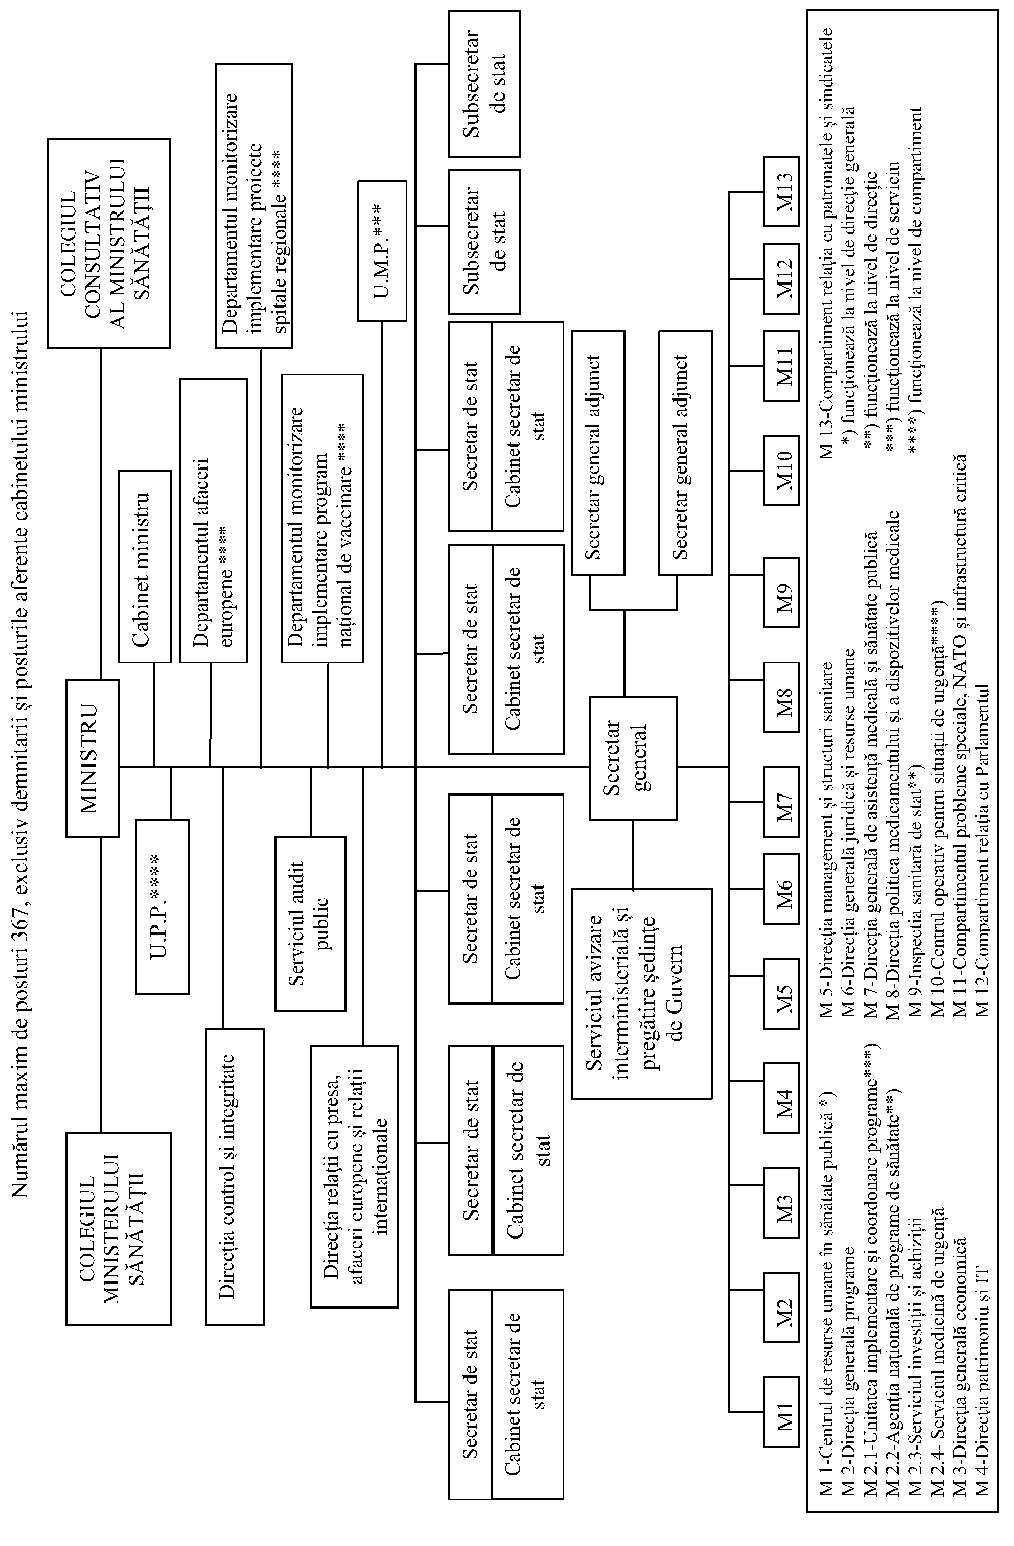 Numărul maxim de posturi 367, exclusiv demnitarii și posturile aferente cabinetului ministrului
COLEGIUL
MINISTERULUI
SĂNĂTĂȚII
MINISTRU
COLEGIUL
CONSULTATIV
AL MINISTRULUI
SĂNĂTĂȚII
Cabinet ministru
U.P.P.****
Departamentul afaceri
europene ****
Direcția control și integritate
Departamentul monitorizare
implementare proiecte
spitale regionale ****
Serviciul audit
public
Departamentul monitorizare
implementare program
național de vaccinare ****
Direcția relații cu presa,
afaceri europene și relații
internaționale
U.M.P.***
Secretar de stat
Cabinet secretar de
stat
Secretar de stat
Cabinet secretar de
stat
Secretar de stat
Cabinet secretar de
stat
Secretar de stat
Cabinet secretar de
stat
Secretar de stat
Cabinet secretar de
stat
Subsecretar
de stat
Subsecretar
de stat
Serviciul avizare
interministerială și
pregătire ședințe
de Guvern
Secretar
general
Secretar general adjunct
Secretar general adjunct
M1
M2
M3
M4
M5
M6
M7
M8
M9
M10
M11
M12
M13
M 1-Centrul de resurse umane în sănătate publică *)
M 2-Direcția generală programe
M 2.1-Unitatea implementare și coordonare programe***)
M 2.2-Agenția națională de programe de sănătate**)
M 2.3-Serviciul investiții și achiziții
M 2.4- Serviciul medicină de urgență
M 3-Direcția generală economică
M 4-Direcția patrimoniu și IT
M 5-Direcția management și structuri sanitare
M 6-Direcția generală juridică și resurse umane
M 7-Direcția generală de asistență medicală și sănătate publică
M 8-Direcția politica medicamentului și a dispozitivelor medicale
M 9-Inspecția sanitară de stat**)
M 10-Centrul operativ pentru situații de urgență****)
M 11-Compartimentul probleme speciale, NATO și infrastructură critică
M 12-Compartiment relația cu Parlamentul
M 13-Compartiment relația cu patronatele și sindicatele
*) funcționează la nivel de direcție generală
**) funcționează la nivel de direcție
***) funcționează la nivel de serviciu
****) funcționează la nivel de compartiment